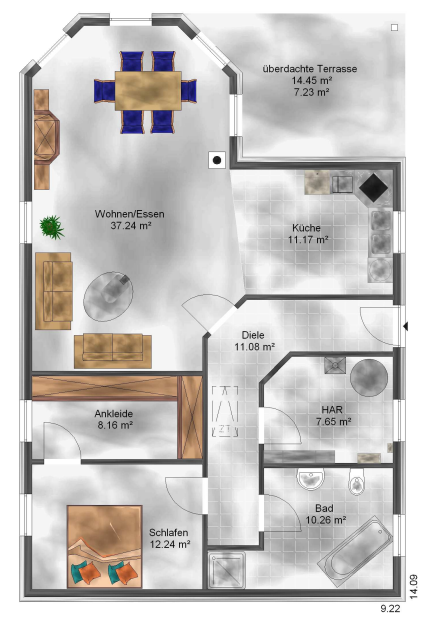 überdachte Terrasse
14.45 m²
7.23 m²
Wohnen/Essen
37.24 m²
Küche
11.17 m²
Diele
11.08 m²
Ankleide
8.16 m²
HAR
7.65 m²
Schlafen
12.24 m²
Bad
10.26 m²
14.09
9.22